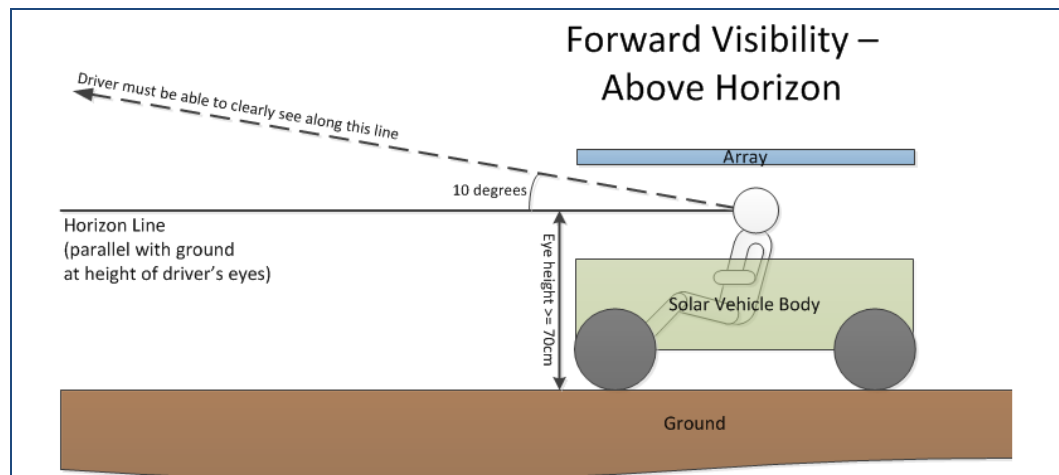 Forward Visibility –
Above Horizon
Driver must be able to clearly see along this line
Array
10 degrees
Horizon Line
(parallel with ground
at height of driver's eyes)
Eye height >= 70cm
Solar Vehicle Body
Ground